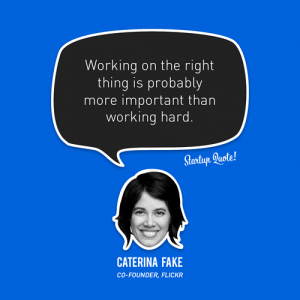 Working on the right
thing is probably
more important than
working hard.
Startup Quote!
CATERINA FAKE
CO-FOUNDER, FLICKR